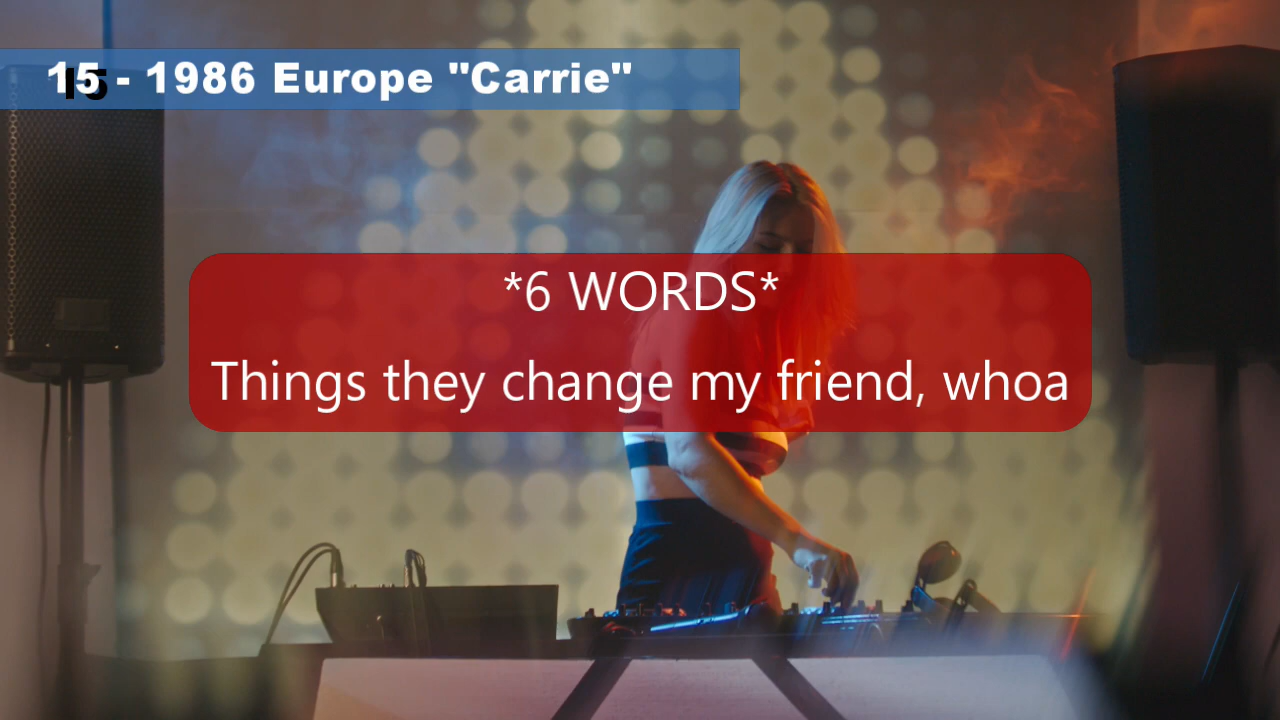 15 - 1986 Europe "Carrie"
*6 WORDS*
Things they change my friend, whoa